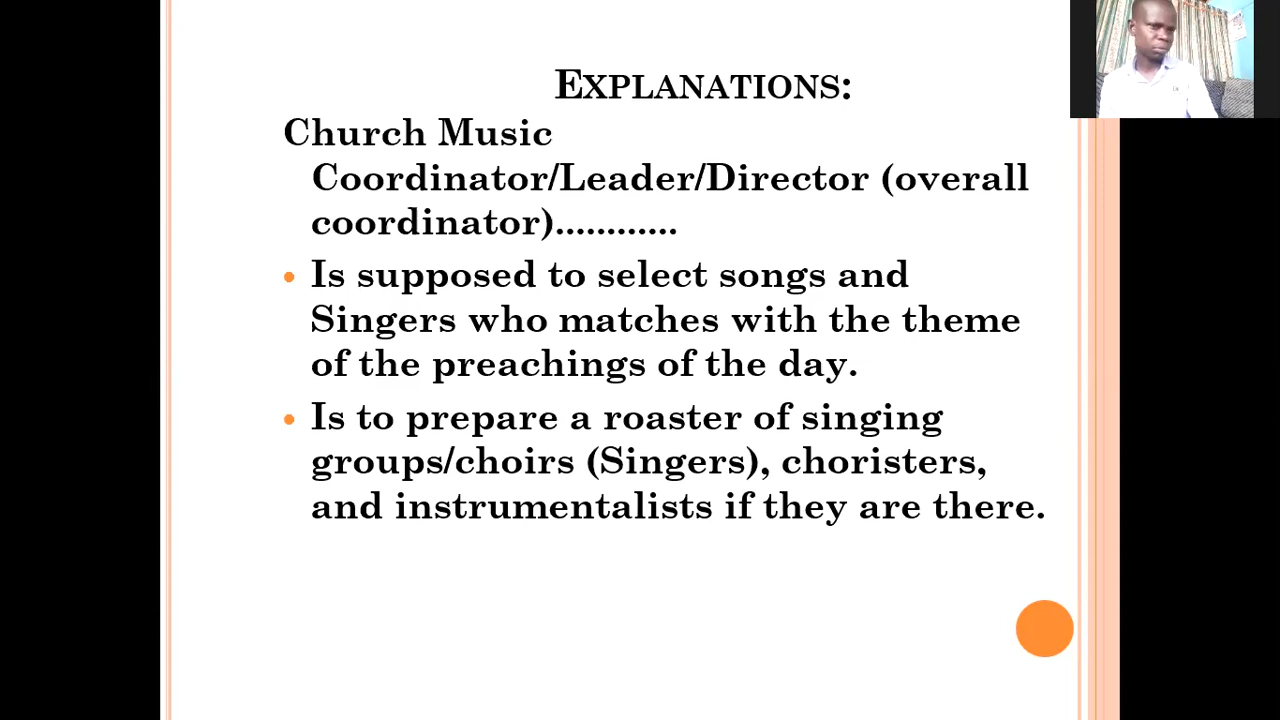 EXPLANATIONS:
Church Music
Coordinator/Leader/Director (overall
coordinator)............
Is supposed to select songs and
Singers who matches with the theme
of the preachings of the day.
Is to prepare a roaster of singing
groups/choirs (Singers), choristers,
and instrumentalists if they are there.